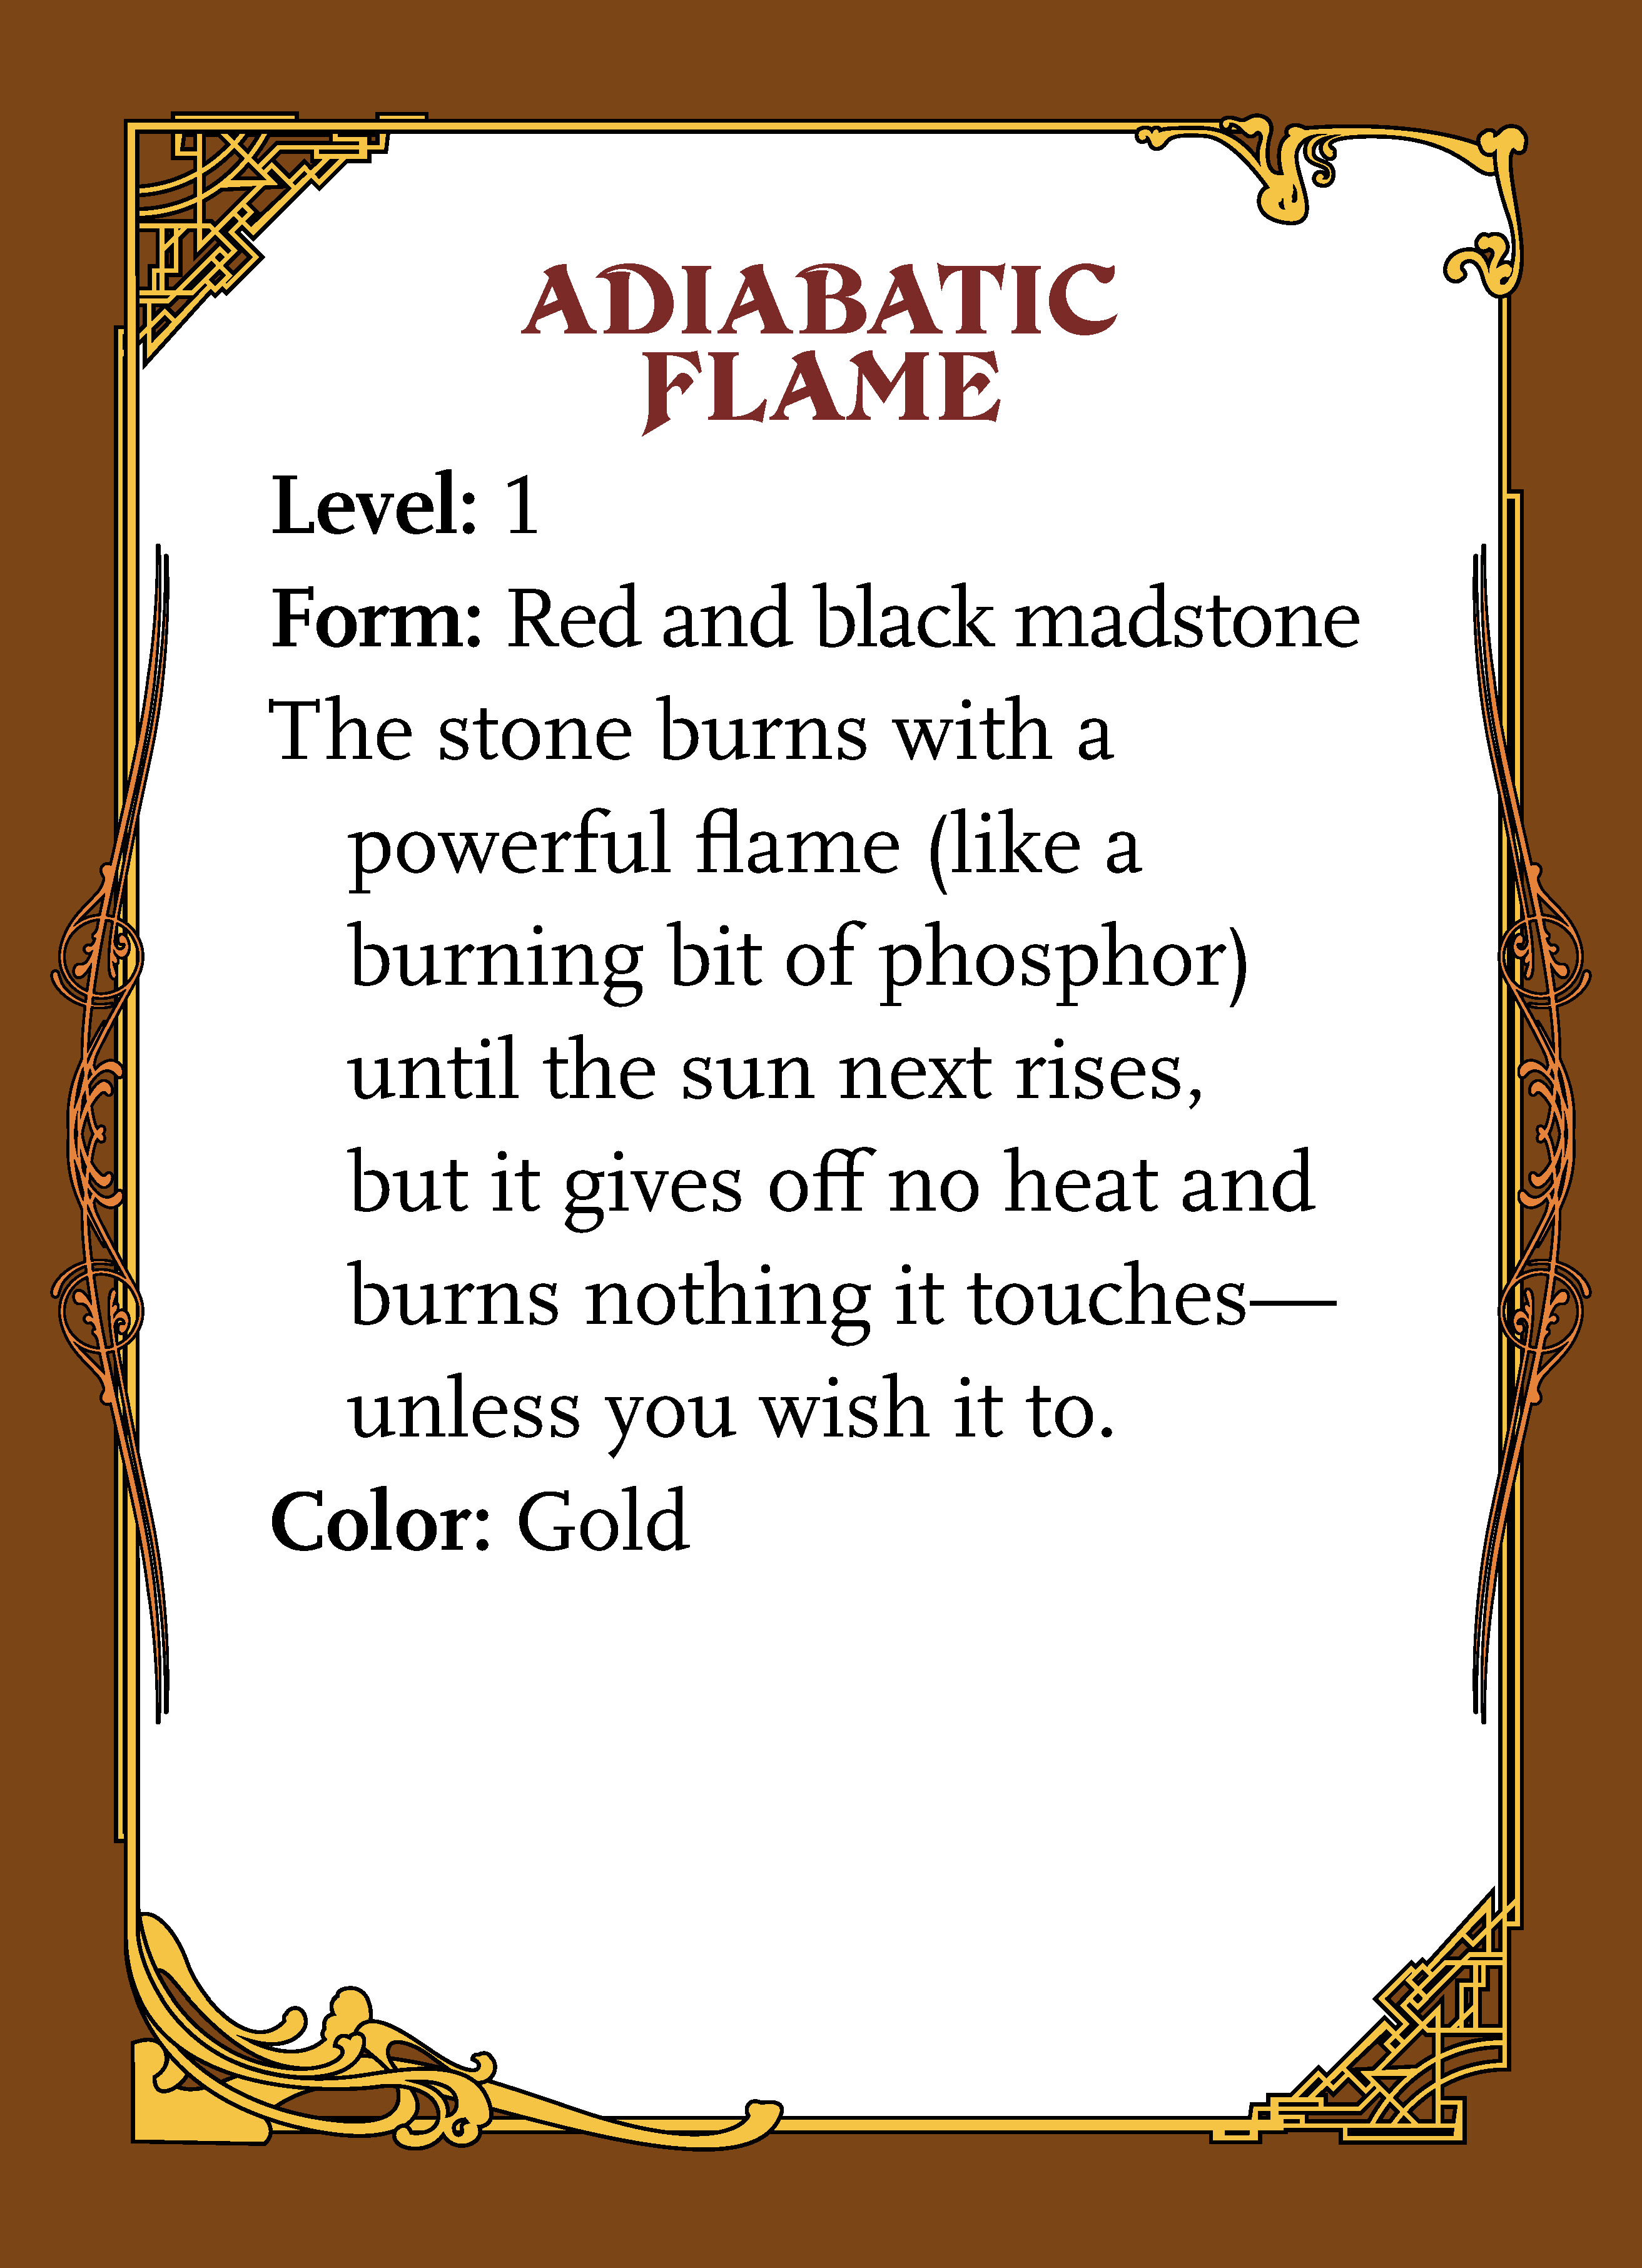 ADIABATIC
FLAME
Level: 1
Form: Red and black madstone
The stone burns with a
powerful flame (like a
burning bit of phosphor)
until the sun next rises,
but it gives off no heat and
burns nothing it touches—
unless you wish it to.
Color: Gold